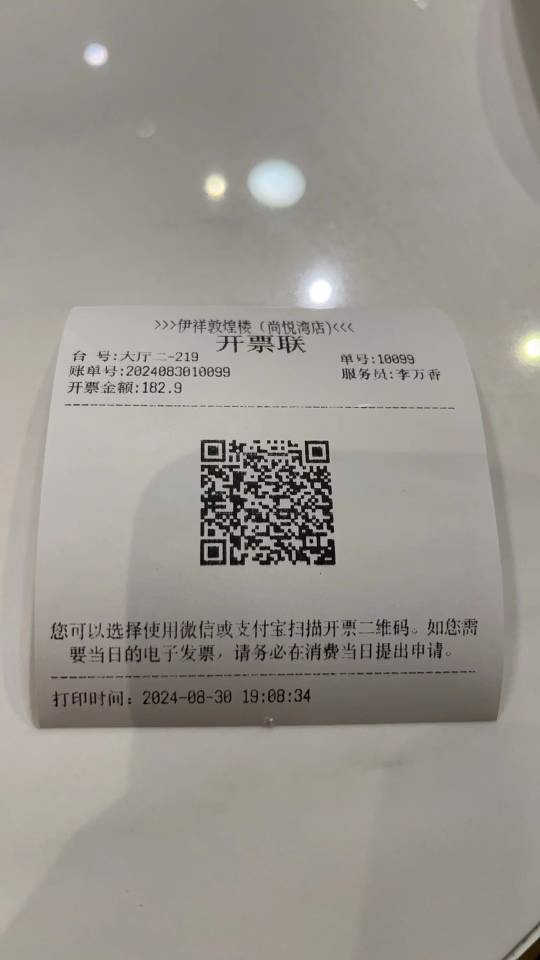 >>>伊祥敦煌楼（尚悦湾店）<<<
开票联
台 号:大厅二-219 单号:10099
账单号:2024083010099 服务员:李万香
开票金额:182.9
您可以选择使用微信或支付宝扫描开票二维码。如您需
要当日的电子发票，请务必在消费当日提出申请。
打印时间：2024-08-30 19:08:34